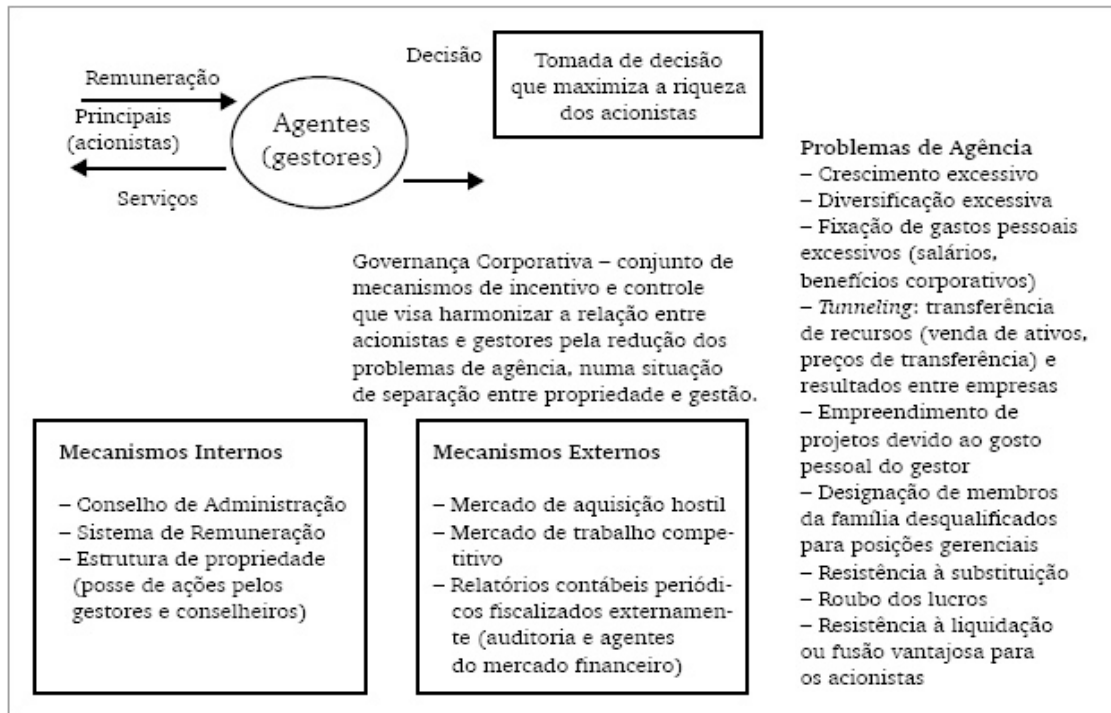 Decisão
Remuneração
Principais
(acionistas)
Serviços
Agentes
(gestores)
Tomada de decisão
que maximiza a riqueza
dos acionistas
Governança Corporativa – conjunto de
mecanismos de incentivo e controle
que visa harmonizar a relação entre
acionistas e gestores pela redução dos
problemas de agência, numa situação
de separação entre propriedade e gestão.
Mecanismos Internos
– Conselho de Administração
– Sistema de Remuneração
– Estrutura de propriedade
(posse de ações pelos
gestores e conselheiros)
Mecanismos Externos
– Mercado de aquisição hostil
– Mercado de trabalho compe-
titivo
– Relatórios contábeis periódi-
cos fiscalizados externamen-
te (auditoria e agentes
do mercado financeiro)
Problemas de Agência
– Crescimento excessivo
– Diversificação excessiva
– Fixação de gastos pessoais
excessivos (salários,
benefícios corporativos)
– Tunneling: transferência
de recursos (venda de ativos,
preços de transferência) e
resultados entre empresas
– Empreendimento de
projetos devido ao gosto
pessoal do gestor
– Designação de membros
da família desqualificados
para posições gerenciais
– Resistência à substituição
– Roubo dos lucros
– Resistência à liquidação
ou fusão vantajosa para
os acionistas